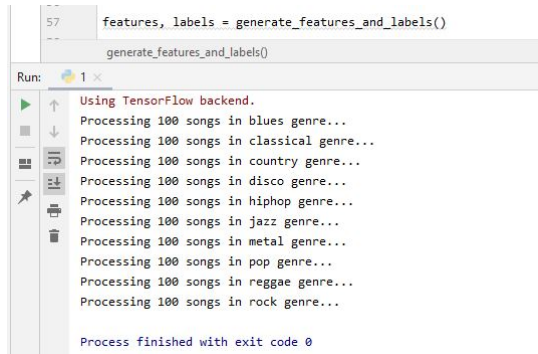 57 features, labels = generate_features_and_labels()
generate_features_and_labels()
Run: 1 ×
Using TensorFlow backend.
Processing 100 songs in blues genre...
Processing 100 songs in classical genre...
Processing 100 songs in country genre...
Processing 100 songs in disco genre...
Processing 100 songs in hiphop genre...
Processing 100 songs in jazz genre...
Processing 100 songs in metal genre...
Processing 100 songs in pop genre...
Processing 100 songs in reggae genre...
Processing 100 songs in rock genre...
Process finished with exit code 0